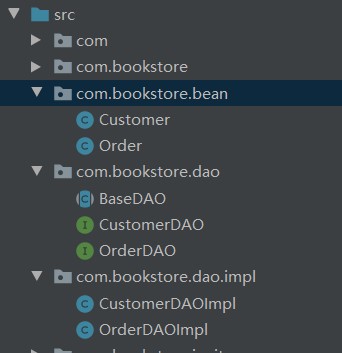 src
com
com.bookstore
com.bookstore.bean
C Customer
C Order
com.bookstore.dao
C BaseDAO
I CustomerDAO
I OrderDAO
com.bookstore.dao.impl
C CustomerDAOImpl
C OrderDAOImpl